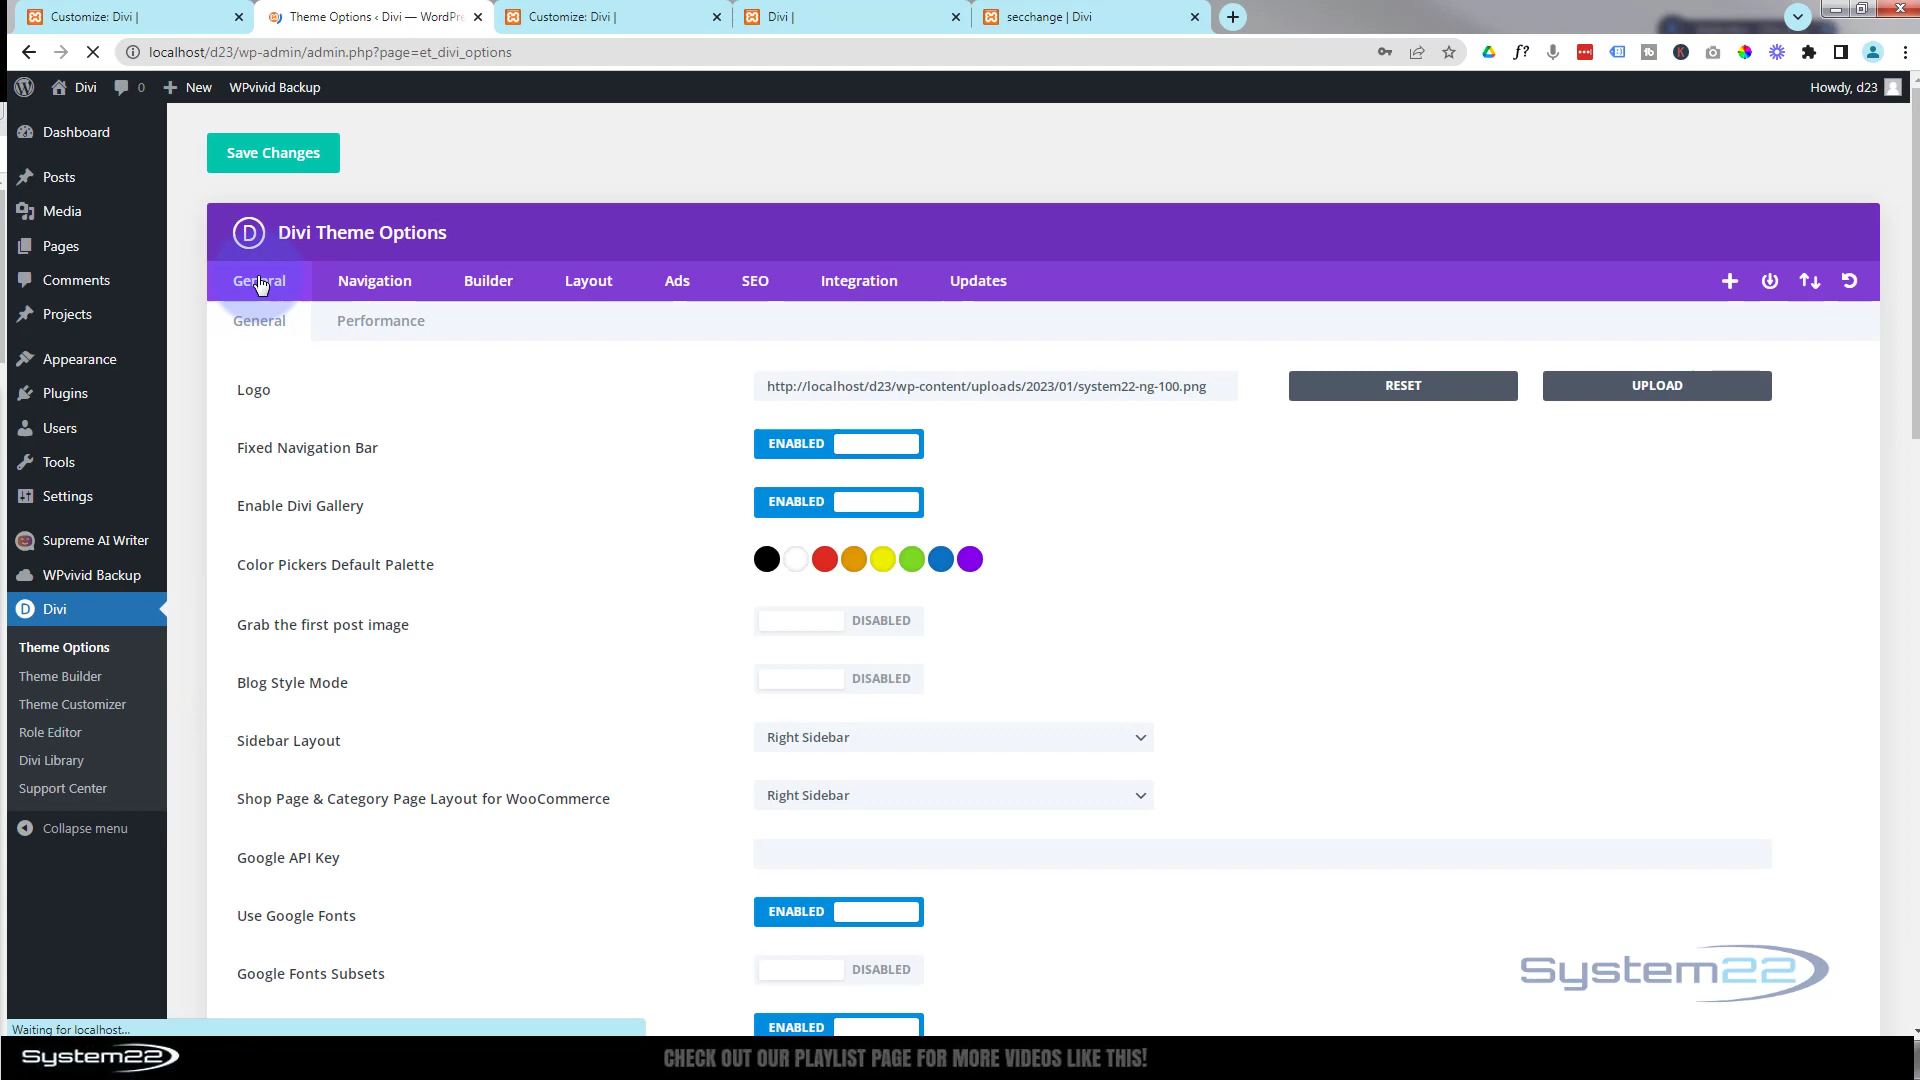 Customize: Divi |
Theme Options ‹ Divi — WordPre
Customize: Divi |
Divi |
secchange | Divi
localhost/d23/wp-admin/admin.php?page=et_divi_options
Divi
0
New
WPvivid Backup
Howdy, d23
Dashboard
Posts
Media
Pages
Comments
Projects
Appearance
Plugins
Users
Tools
Settings
Supreme AI Writer
WPvivid Backup
Divi
Theme Options
Theme Builder
Theme Customizer
Role Editor
Divi Library
Support Center
Collapse menu
Save Changes
D Divi Theme Options
General Navigation Builder Layout Ads SEO Integration Updates
General Performance
Logo http://localhost/d23/wp-content/uploads/2023/01/system22-ng-100.png RESET UPLOAD
Fixed Navigation Bar ENABLED
Enable Divi Gallery ENABLED
Color Pickers Default Palette
Grab the first post image DISABLED
Blog Style Mode DISABLED
Sidebar Layout Right Sidebar
Shop Page & Category Page Layout for WooCommerce Right Sidebar
Google API Key
Use Google Fonts ENABLED
Google Fonts Subsets DISABLED
ENABLED
System22
Waiting for localhost...
System22
CHECK OUT OUR PLAYLIST PAGE FOR MORE VIDEOS LIKE THIS!